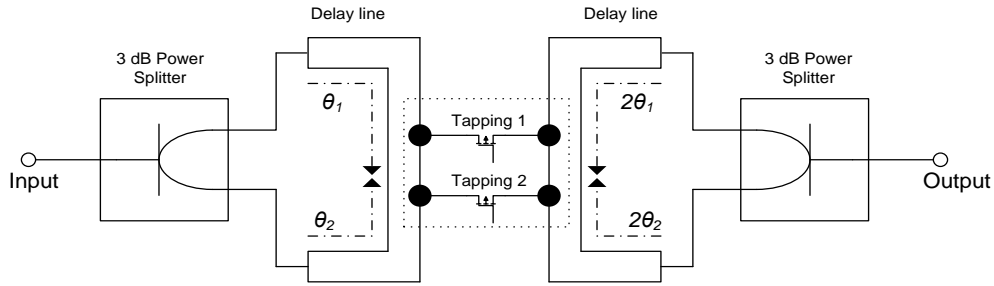 Delay line
Delay line
3 dB Power
Splitter
3 dB Power
Splitter
θ1
2θ1
Tapping 1
Input
Tapping 2
Output
θ2
2θ2